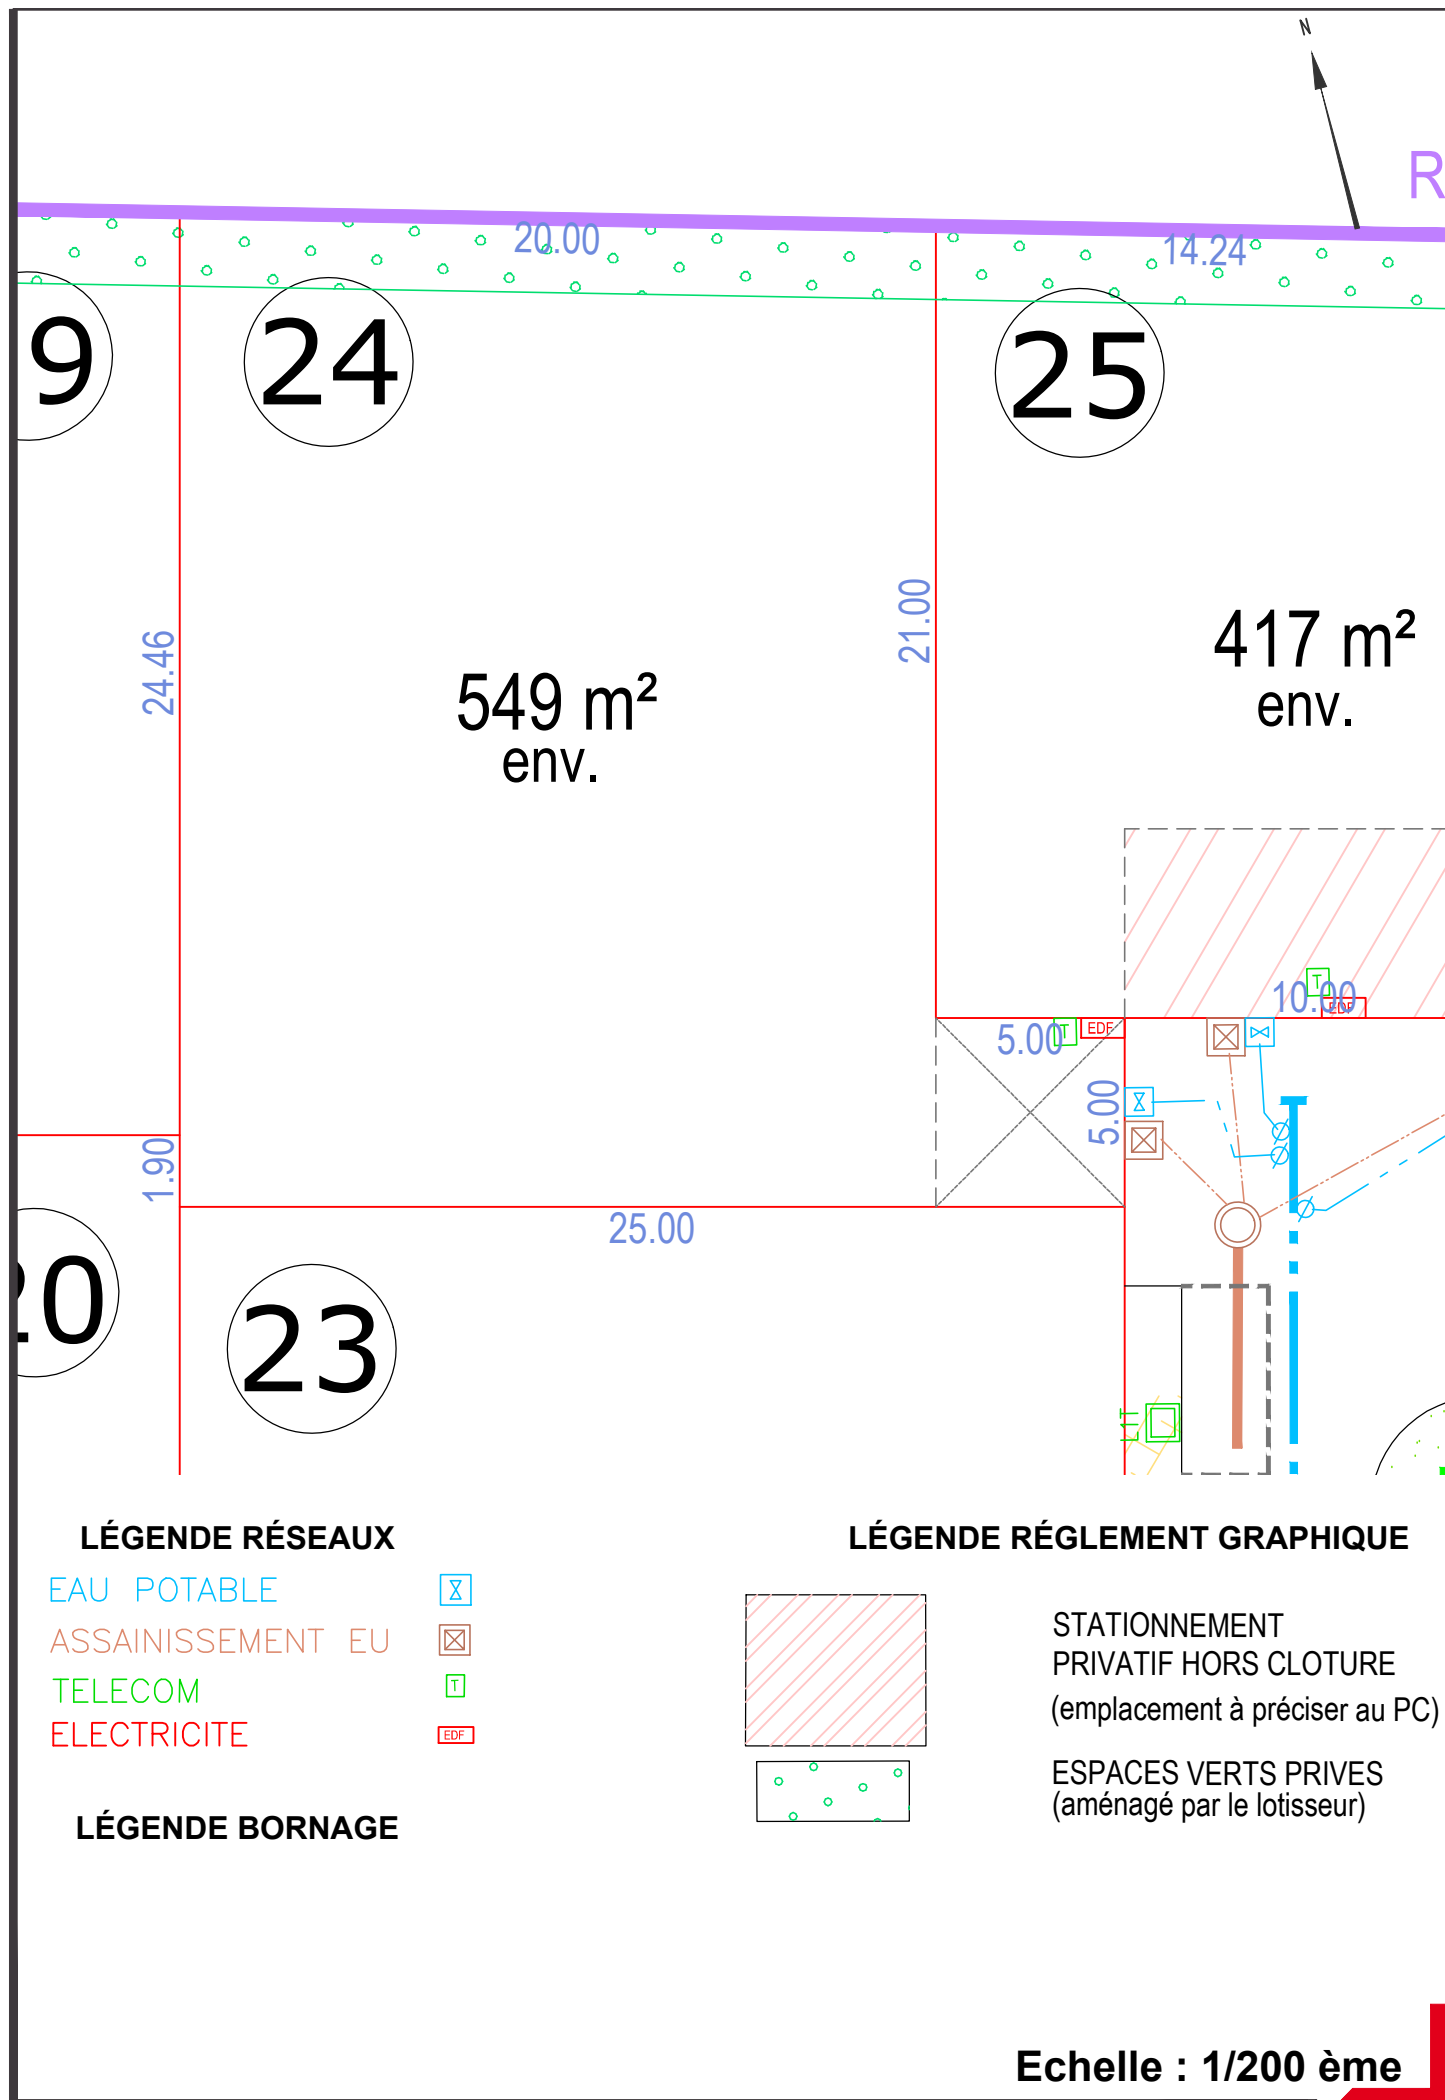 N
R
20.00
14.24
9
24
25
24.46
21.00
549 m²
env.
417 m²
env.
T
10.00
EDF
5.00
T
EDF
5.00
1.90
25.00
20
23
LÉGENDE RÉSEAUX
EAU POTABLE
ASSAINISSEMENT EU
TELECOM
T
ELECTRICITE
EDF
LÉGENDE BORNAGE
LÉGENDE RÉGLEMENT GRAPHIQUE
STATIONNEMENT
PRIVATIF HORS CLOTURE
(emplacement à préciser au PC)
ESPACES VERTS PRIVES
(aménagé par le lotisseur)
Echelle : 1/200 ème